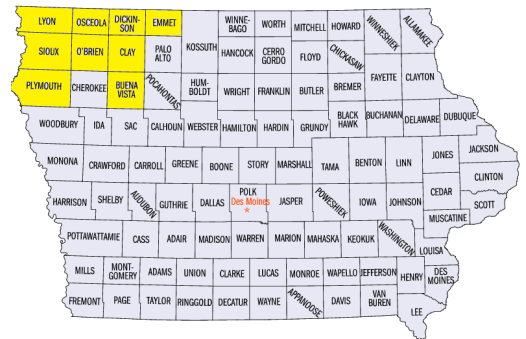 LYON
OSCEOLA
DICKIN-
SON
EMMET
WINNE-
BAGO
WORTH
MITCHELL
HOWARD
WINNESHIEK
ALLAMAKEE
SIOUX
O'BRIEN
CLAY
PALO
ALTO
KOSSUTH
HANCOCK
CERRO
GORDO
FLOYD
CHICKASAW
PLYMOUTH
CHEROKEE
BUENA
VISTA
POCAHONTAS
HUM-
BOLDT
WRIGHT
FRANKLIN
BUTLER
BREMER
FAYETTE
CLAYTON
WOODBURY
IDA
SAC
CALHOUN
WEBSTER
HAMILTON
HARDIN
GRUNDY
BLACK
HAWK
BUCHANAN
DELAWARE
DUBUQUE
MONONA
CRAWFORD
CARROLL
GREENE
BOONE
STORY
MARSHALL
TAMA
BENTON
LINN
JONES
JACKSON
CLINTON
HARRISON
SHELBY
AUDUBON
GUTHRIE
DALLAS
POLK
Des Moines
*
JASPER
POWESHIEK
IOWA
JOHNSON
CEDAR
SCOTT
MUSCATINE
POTTAWATTAMIE
CASS
ADAIR
MADISON
WARREN
MARION
MAHASKA
KEOKUK
WASHINGTON
LOUISA
MILLS
MONT-
GOMERY
ADAMS
UNION
CLARKE
LUCAS
MONROE
WAPELLO
JEFFERSON
HENRY
DES
MOINES
FREMONT
PAGE
TAYLOR
RINGGOLD
DECATUR
WAYNE
APPANOOSE
DAVIS
VAN
BUREN
LEE